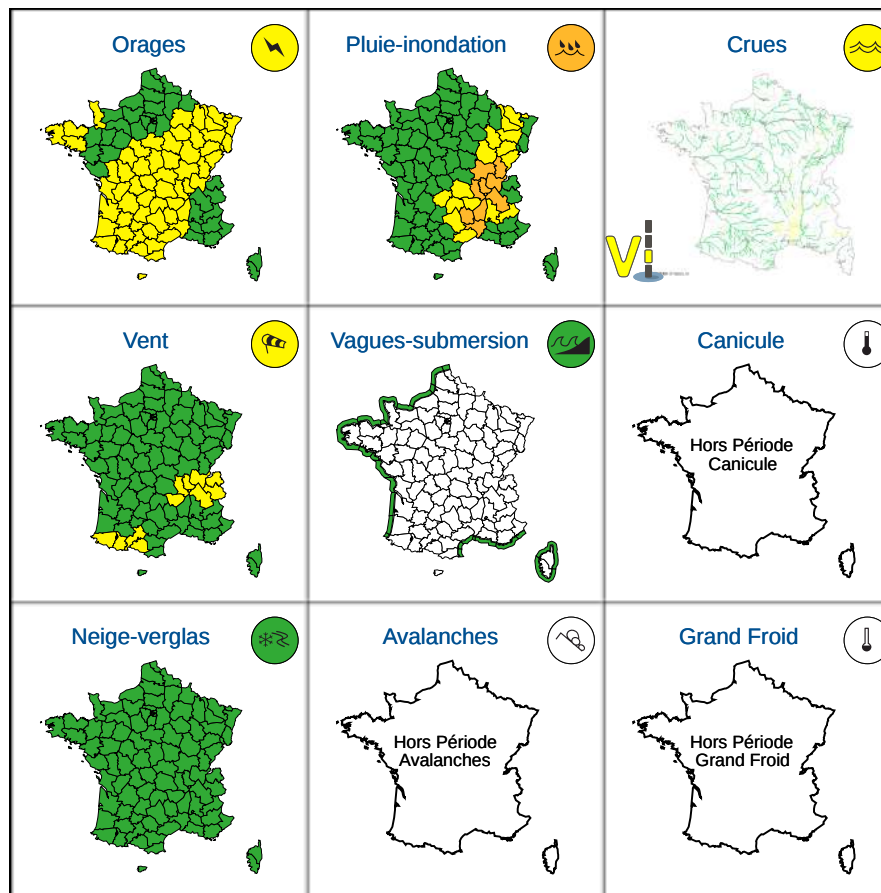 Orages
Pluie-inondation
Crues
Vi
Vent
Vagues-submersion
Canicule
Hors Période
Canicule
Neige-verglas
Avalanches
Grand Froid
Hors Période
Avalanches
Hors Période
Grand Froid